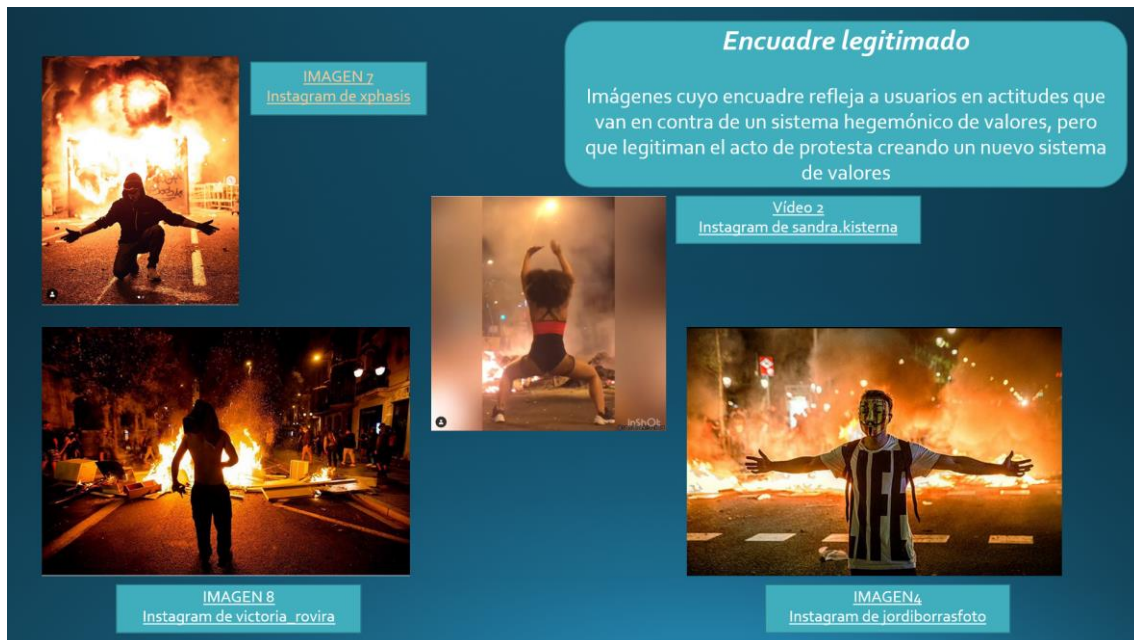 Encuadre legitimado
IMAGEN 7
Instagram de xphasis
Imágenes cuyo encuadre refleja a usuarios en actitudes que
van en contra de un sistema hegemónico de valores, pero
que legitiman el acto de protesta creando un nuevo sistema
de valores
Vídeo 2
Instagram de sandra.kisterna
InShOt
IMAGEN 8
Instagram de victoria_rovira
IMAGEN4
Instagram de jordiborrasfoto